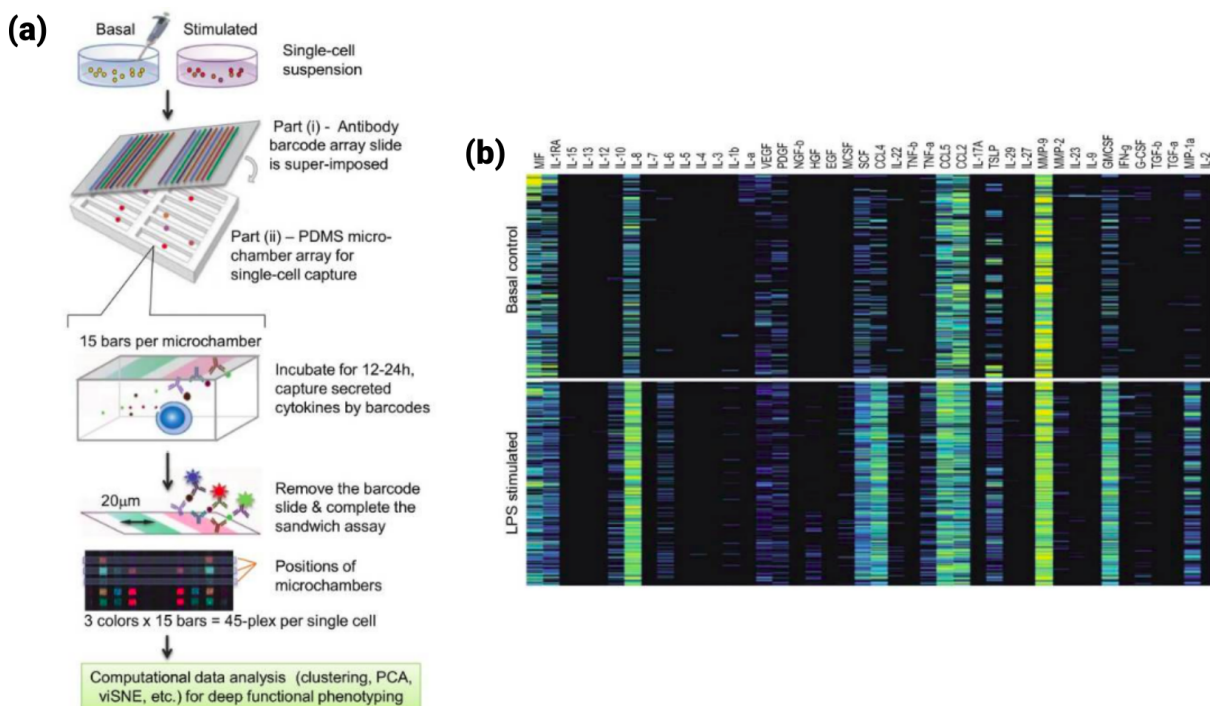 (a)
Basal
Stimulated
Single-cell
suspension
Part (i) - Antibody
barcode array slide
is super-imposed
Part (ii) – PDMS micro-
chamber array for
single-cell capture
15 bars per microchamber
Incubate for 12-24h,
capture secreted
cytokines by barcodes
20μm
Remove the barcode
slide & complete the
sandwich assay
Positions of
microchambers
3 colors x 15 bars = 45-plex per single cell
Computational data analysis (clustering, PCA,
viSNE, etc.) for deep functional phenotyping
(b)
MIF
IL-1RA
IL-15
IL-13
IL-12
IL-10
IL-8
IL-7
IL-6
IL-5
IL-4
IL-3
IL-1b
IL-a
VEGF
PDGF
NGF-b
HGF
EGF
MCSF
SCF
CCL4
IL-22
TNF-b
TNF-a
CCL5
CCL2
IL-17A
TSLP
IL-29
IL-27
MMP-9
MMP-2
IL-23
IL-9
GMCSF
IFN-g
G-CSF
TGF-b
TGF-a
MIP-1a
IL-2
Basal control
LPS stimulated